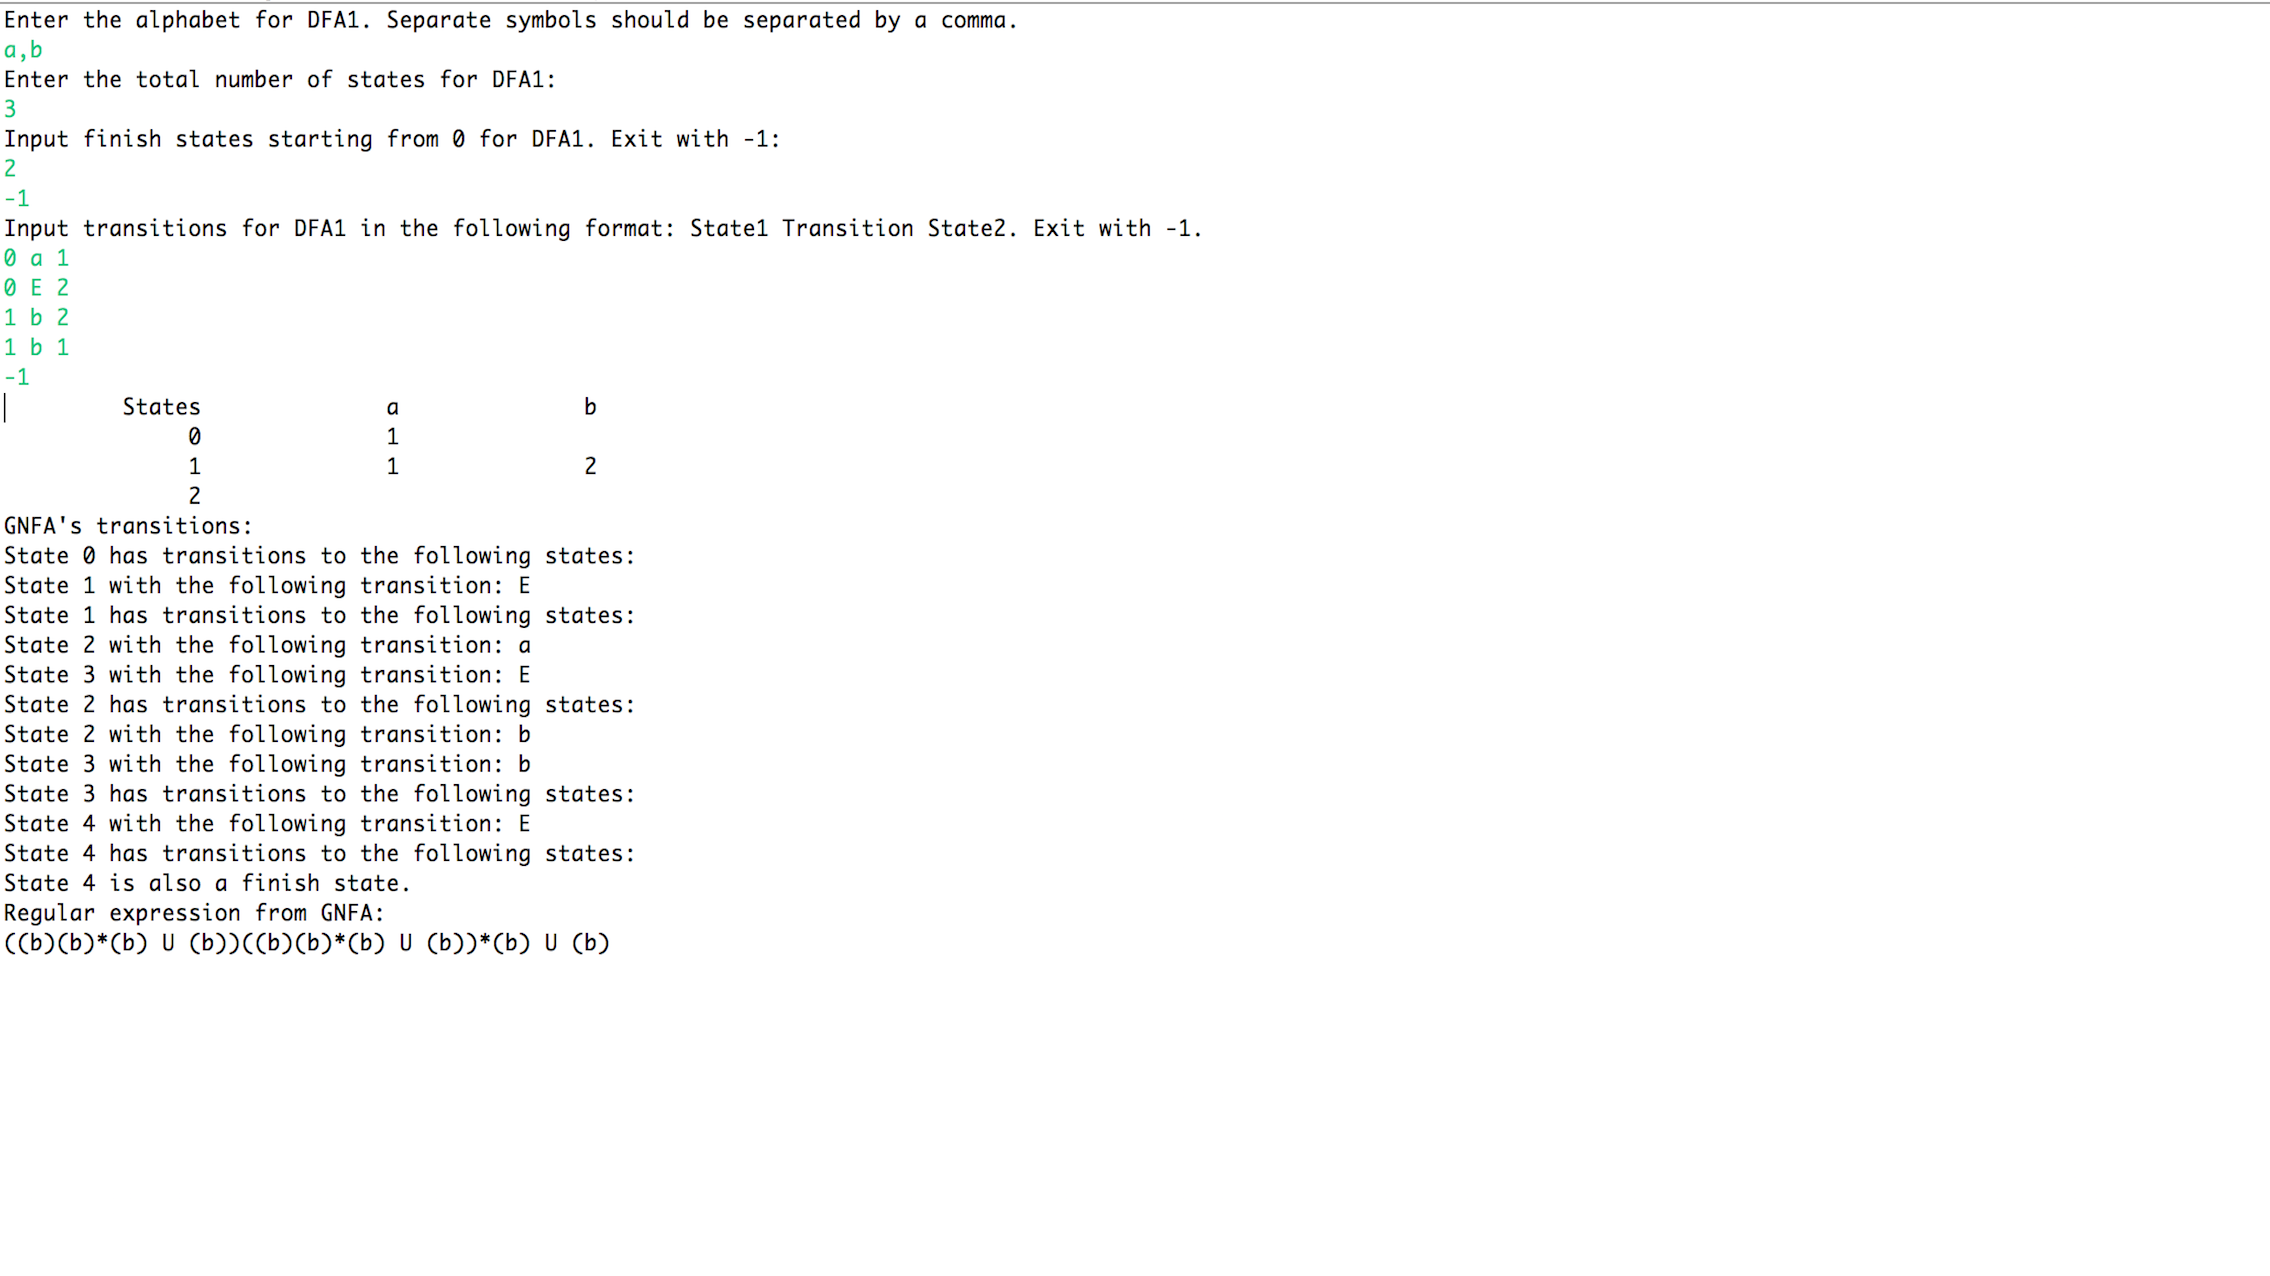 Enter the alphabet for DFA1. Separate symbols should be separated by a comma.
a,b
Enter the total number of states for DFA1:
3
Input finish states starting from 0 for DFA1. Exit with -1:
2
-1
Input transitions for DFA1 in the following format: State1 Transition State2. Exit with -1.
0 a 1
0 E 2
1 b 2
1 b 1
-1
States a b
0 1
1 1 2
2
GNFA's transitions:
State 0 has transitions to the following states:
State 1 with the following transition: E
State 1 has transitions to the following states:
State 2 with the following transition: a
State 3 with the following transition: E
State 2 has transitions to the following states:
State 2 with the following transition: b
State 3 with the following transition: b
State 3 has transitions to the following states:
State 4 with the following transition: E
State 4 has transitions to the following states:
State 4 is also a finish state.
Regular expression from GNFA:
((b)(b)*(b) U (b))((b)(b)*(b) U (b))*(b) U (b)